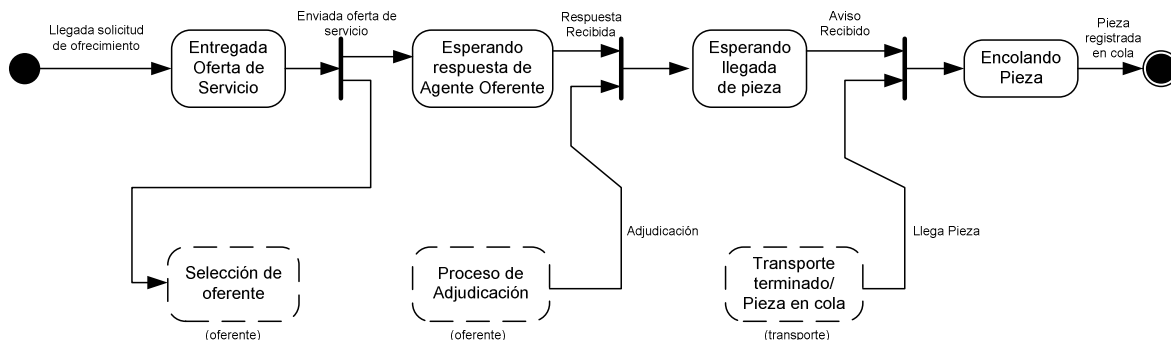 Llegada solicitud
de ofrecimiento
Entregada
Oferta de
Servicio
Enviada oferta de
servicio
Esperando
respuesta de
Agente Oferente
Respuesta
Recibida
Esperando
llegada
de pieza
Aviso
Recibido
Encolando
Pieza
Pieza
registrada
en cola
Adjudicación
Llega Pieza
Selección de
oferente
(oferente)
Proceso de
Adjudicación
(oferente)
Transporte
terminado/
Pieza en cola
(transporte)